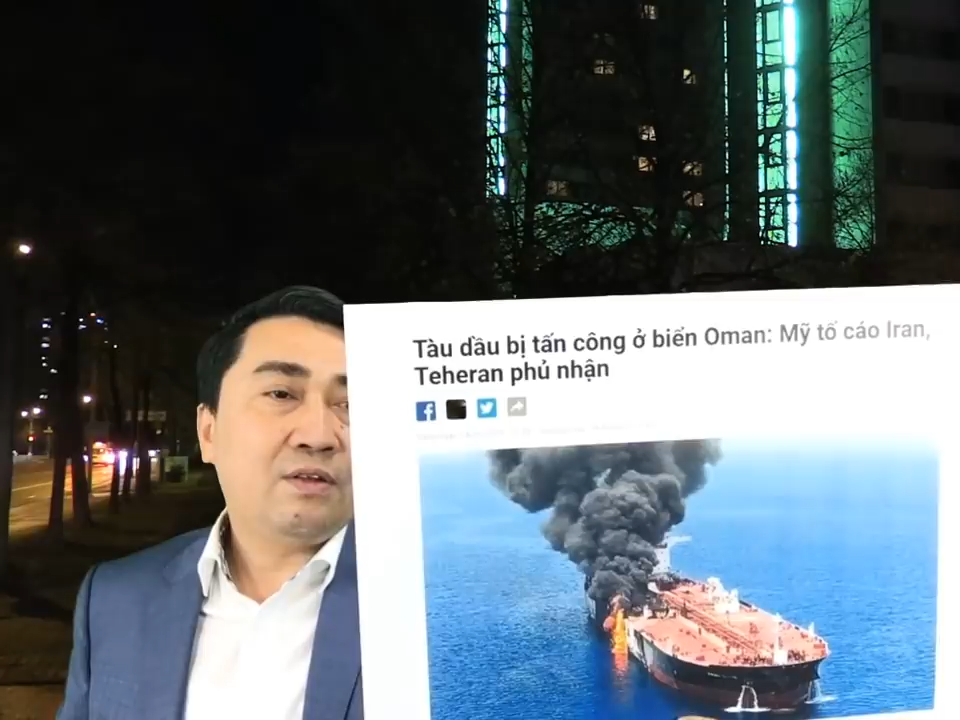 Tàu dầu bị tấn công ở biển Oman: Mỹ tố cáo Iran,
Teheran phủ nhận